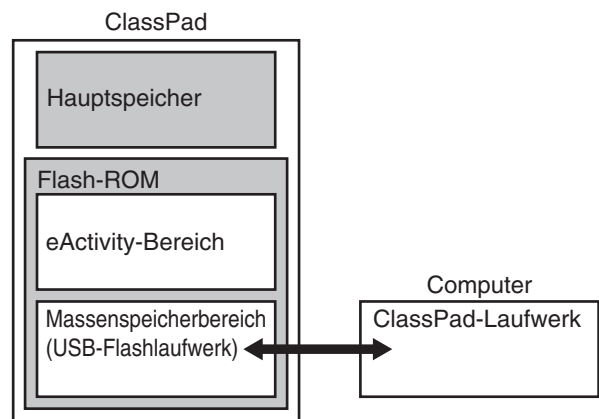 ClassPad
Hauptspeicher
Flash-ROM
eActivity-Bereich
Massenspeicherbereich
(USB-Flashlaufwerk)
Computer
ClassPad-Laufwerk